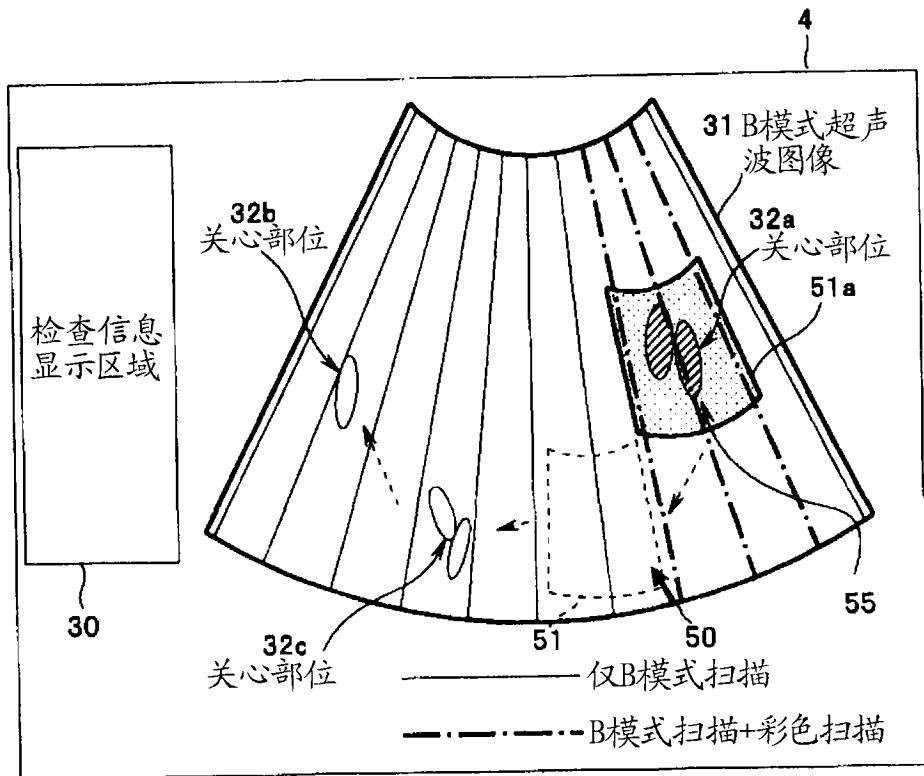 4
31 B模式超声
波图像
32b
关心部位
32a
关心部位
51a
检查信息
显示区域
30
32c
关心部位
51
50
55
仅B模式扫描
B模式扫描+彩色扫描